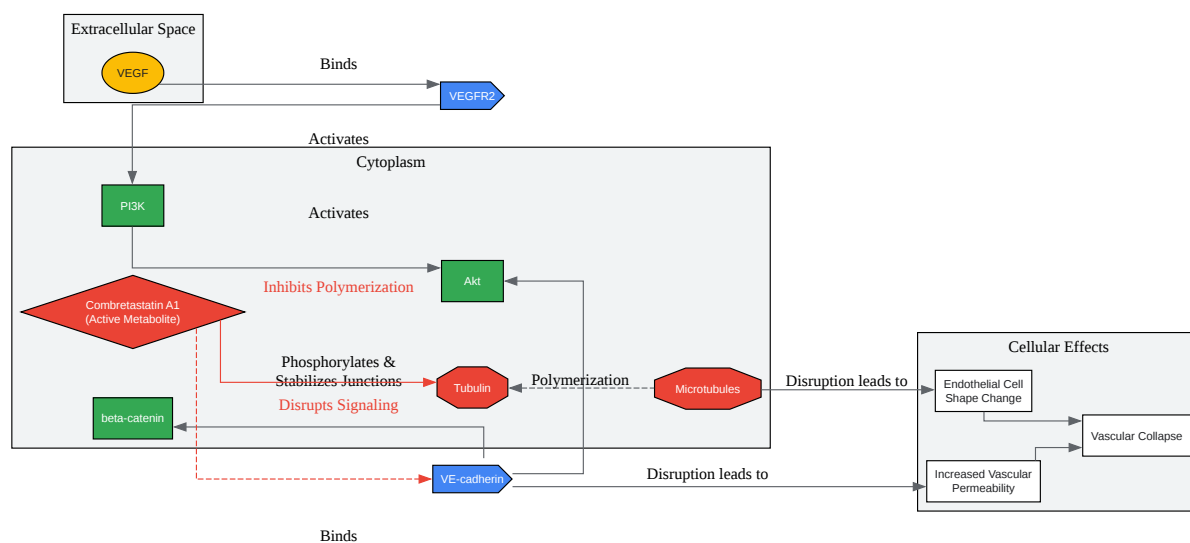 Extracellular Space
VEGF
Binds
VEGFR2
Activates
Cytoplasm
PI3K
Activates
Akt
Inhibits Polymerization
Combretastatin A1
(Active Metabolite)
Phosphorylates &
Stabilizes Junctions
Disrupts Signaling
Tubulin
Polymerization
Microtubules
Disruption leads to
Cellular Effects
Endothelial Cell
Shape Change
Vascular Collapse
beta-catenin
VE-cadherin
Disruption leads to
Increased Vascular
Permeability
Binds